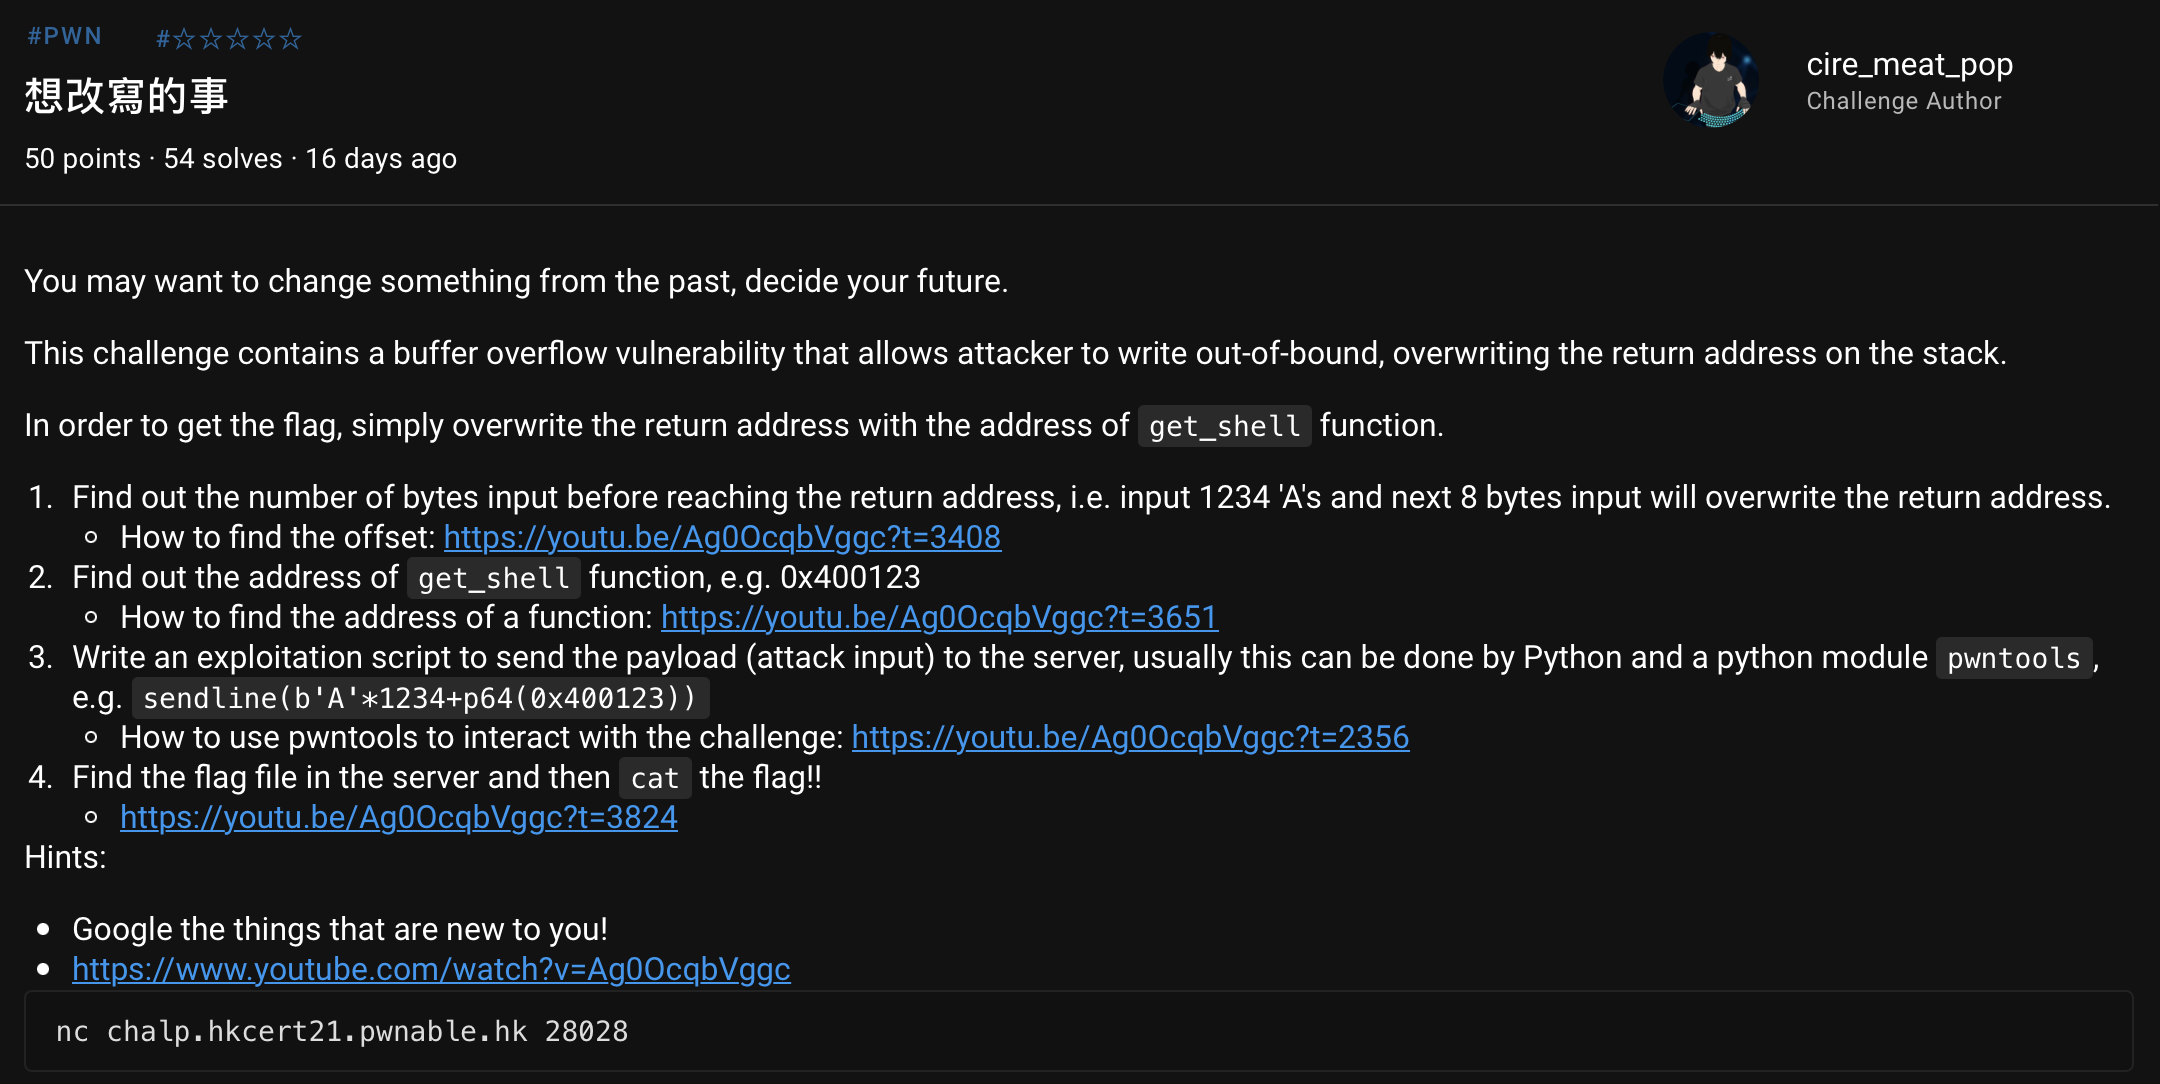 #PWN #☆☆☆☆☆
想改寫的事
50 points · 54 solves · 16 days ago
cire_meat_pop
Challenge Author
You may want to change something from the past, decide your future.
This challenge contains a buffer overflow vulnerability that allows attacker to write out-of-bound, overwriting the return address on the stack.
In order to get the flag, simply overwrite the return address with the address of get_shell function.
1. Find out the number of bytes input before reaching the return address, i.e. input 1234 'A's and next 8 bytes input will overwrite the return address.
How to find the offset: https://youtu.be/Ag0OcqbVggc?t=3408
2. Find out the address of get_shell function, e.g. 0x400123
How to find the address of a function: https://youtu.be/Ag0OcqbVggc?t=3651
3. Write an exploitation script to send the payload (attack input) to the server, usually this can be done by Python and a python module pwntools,
e.g. sendline(b'A'*1234+p64(0x400123))
How to use pwntools to interact with the challenge: https://youtu.be/Ag0OcqbVggc?t=2356
4. Find the flag file in the server and then cat the flag!!
https://youtu.be/Ag0OcqbVggc?t=3824
Hints:
Google the things that are new to you!
https://www.youtube.com/watch?v=Ag0OcqbVggc
nc chalp.hkcert21.pwnable.hk 28028